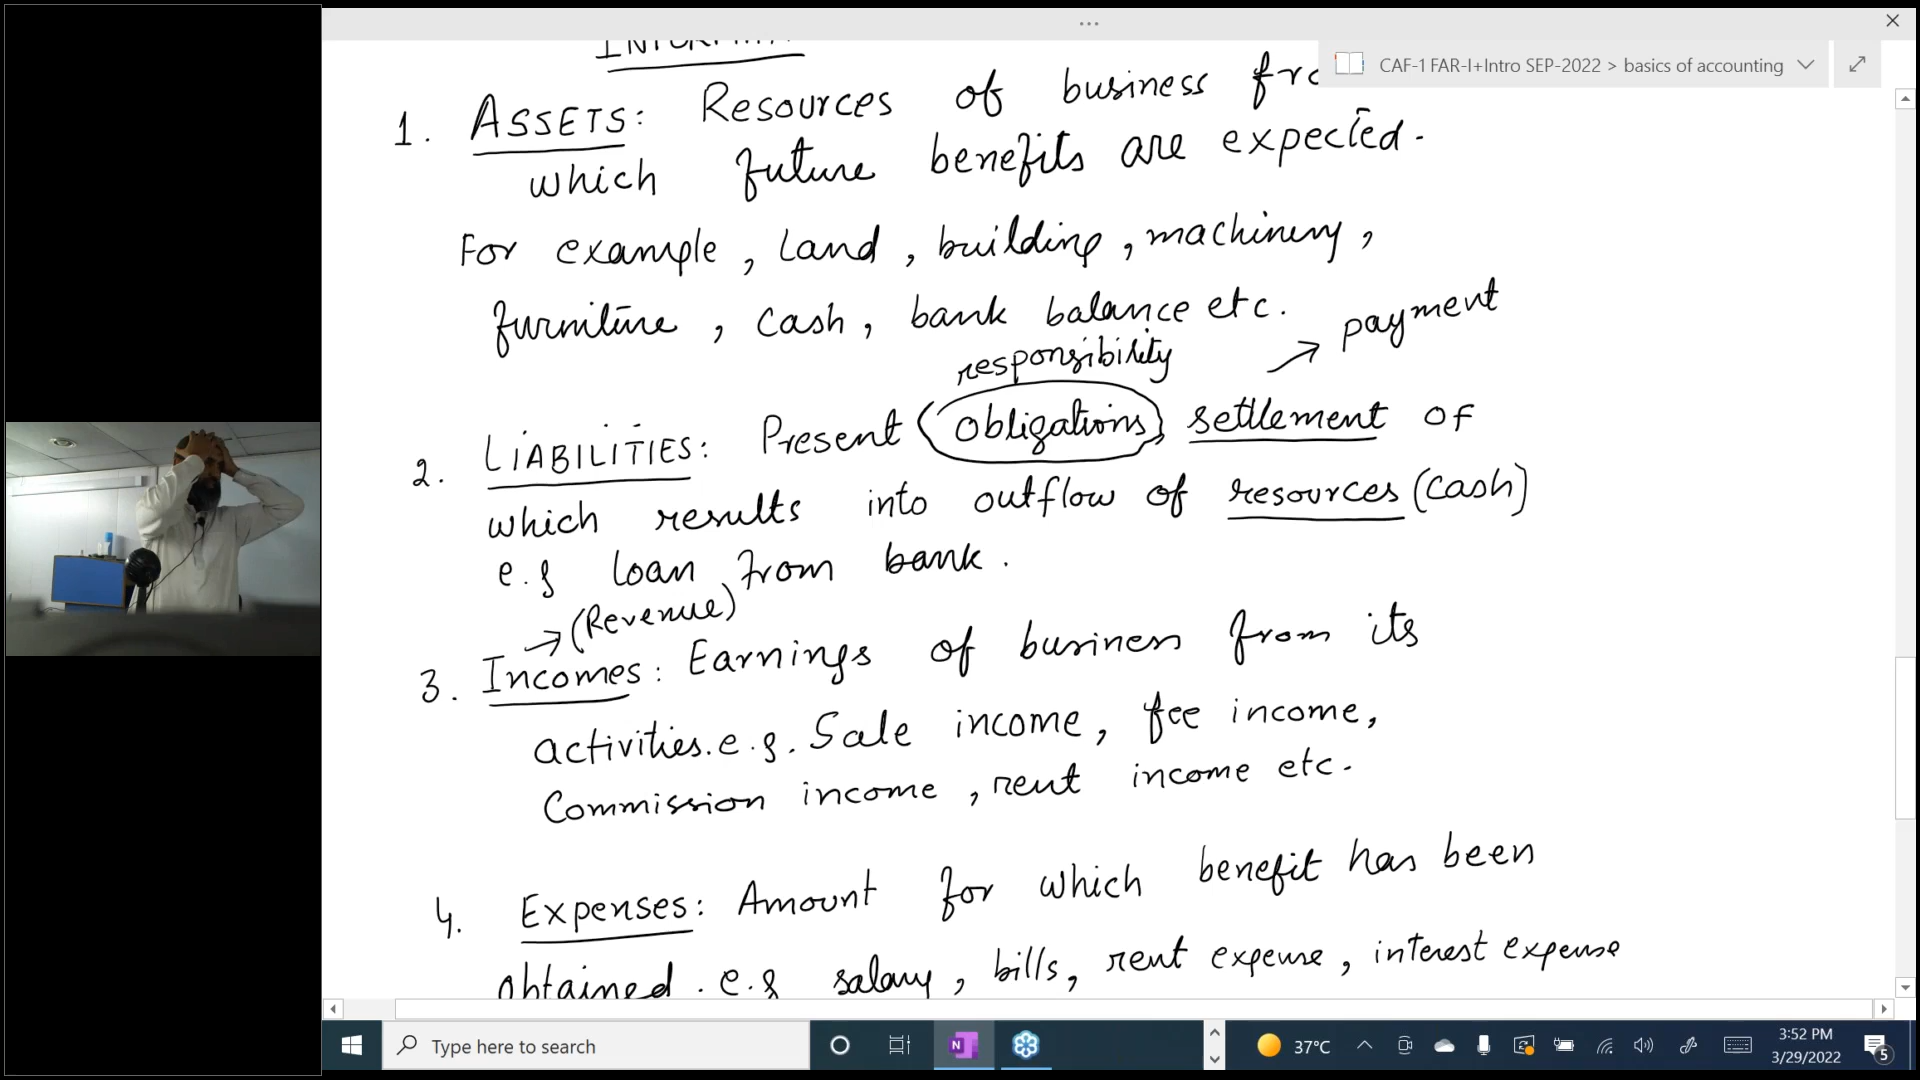 CAF-1 FAR-I+Intro SEP-2022 > basics of accounting
1. ASSETS: Resources of business
which future benefits are expected.
For example, land, building, machinery,
furniture, cash, bank balance etc.
responsibility
→ payment
2. LIABILITIES: Present (obligations) settlement of
which results into outflow of resources (cash)
e.g loan from bank.
→ (Revenue)
3. Incomes: Earnings of business from its
activities. e.g. Sale income, fee income,
Commission income, rent income etc.
4. Expenses: Amount for which benefit has been
obtained. e.g salary, bills, rent expense, interest expense
Type here to search
N
37°C
3:52 PM
3/29/2022
5